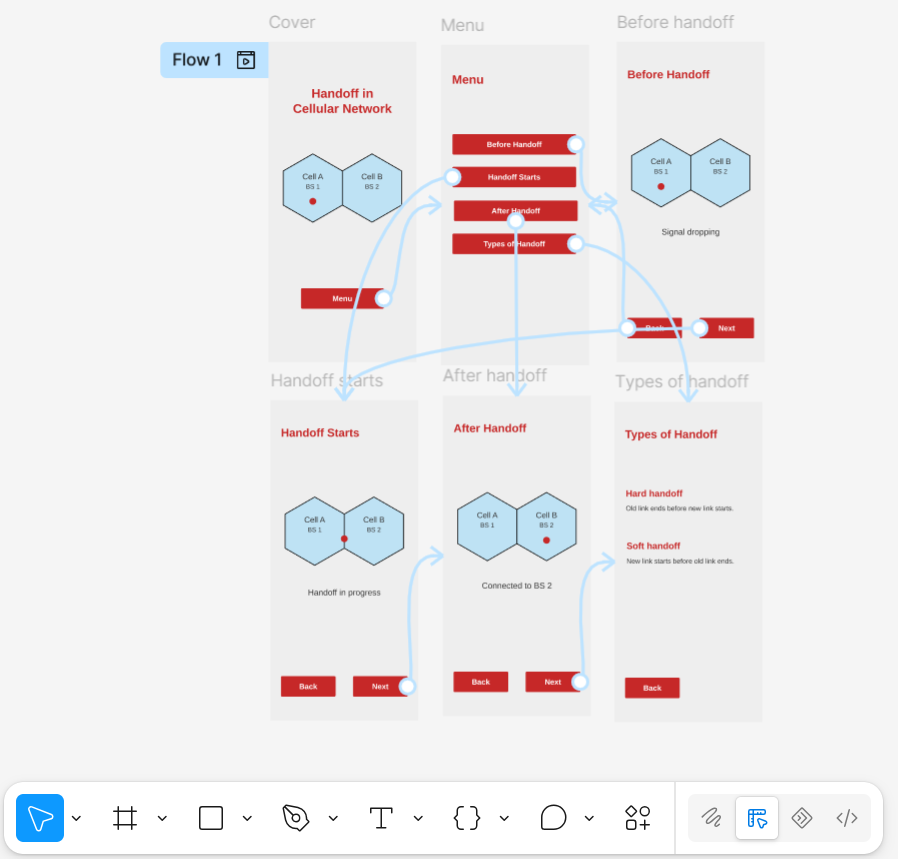 Cover
Menu
Before handoff
Flow 1
Handoff in
Cellular Network
Cell A
BS 1
Cell B
BS 2
Menu
Menu
Before Handoff
Handoff Starts
After Handoff
Types of Handoff
Before Handoff
Cell A
BS 1
Cell B
BS 2
Signal dropping
Back
Next
Handoff starts
After handoff
Types of handoff
Handoff Starts
Cell A
BS 1
Cell B
BS 2
Handoff in progress
Back
Next
After Handoff
Cell A
BS 1
Cell B
BS 2
Connected to BS 2
Back
Next
Types of Handoff
Hard handoff
Old link ends before new link starts.
Soft handoff
New link starts before old link ends.
Back